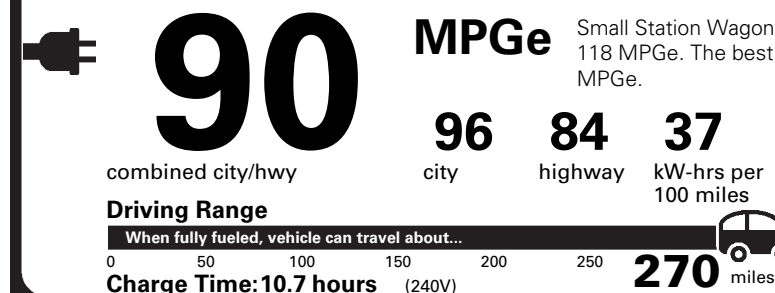 90
MPGe
Small Station Wagon
118 MPGe. The best
MPGe.
combined city/hwy
96
city
84
highway
37
kW-hrs per
100 miles
Driving Range
When fully fueled, vehicle can travel about...
0 50 100 150 200 250 270 miles
Charge Time: 10.7 hours (240V)